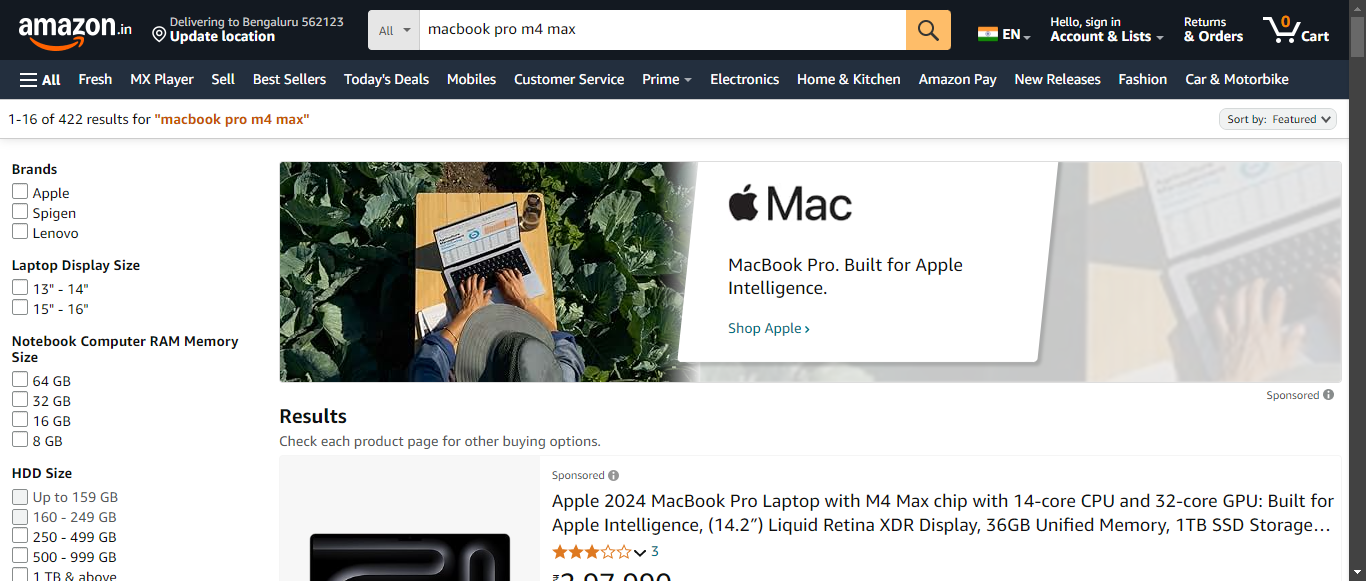 amazon.in
Delivering to Bengaluru 562123
Update location
All
macbook pro m4 max
EN
Hello, sign in
Account & Lists
Returns
& Orders
0
Cart
All
Fresh
MX Player
Sell
Best Sellers
Today's Deals
Mobiles
Customer Service
Prime
Electronics
Home & Kitchen
Amazon Pay
New Releases
Fashion
Car & Motorbike
1-16 of 422 results for "macbook pro m4 max"
Sort by: Featured
Brands
Apple
Spigen
Lenovo
Laptop Display Size
13" - 14"
15" - 16"
Notebook Computer RAM Memory
Size
64 GB
32 GB
16 GB
8 GB
HDD Size
Up to 159 GB
160 - 249 GB
250 - 499 GB
500 - 999 GB
1 TB & above
Mac
MacBook Pro. Built for Apple
Intelligence.
Shop Apple ›
Sponsored
Results
Check each product page for other buying options.
Sponsored
Apple 2024 MacBook Pro Laptop with M4 Max chip with 14-core CPU and 32-core GPU: Built for
Apple Intelligence, (14.2″) Liquid Retina XDR Display, 36GB Unified Memory, 1TB SSD Storage…
3